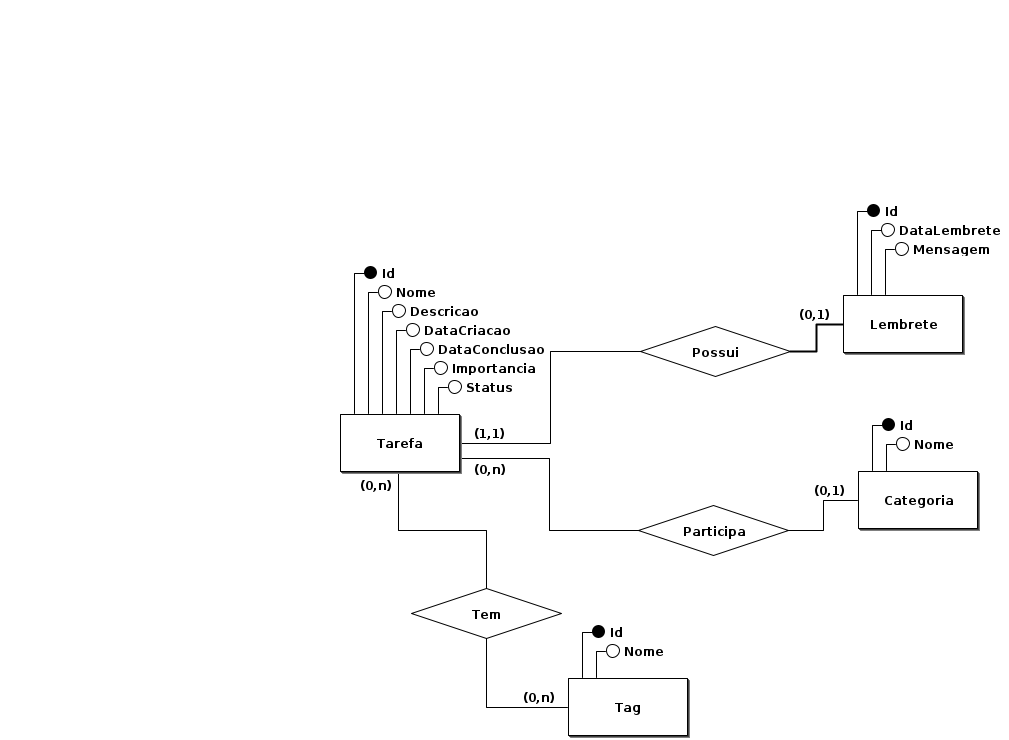 Id
DataLembrete
Mensagem
Lembrete
(0,1)
Possui
Id
Nome
Descricao
DataCriacao
DataConclusao
Importancia
Status
Tarefa
(1,1)
(0,n)
(0,n)
Id
Nome
Categoria
(0,1)
Participa
Tem
Id
Nome
(0,n)
Tag